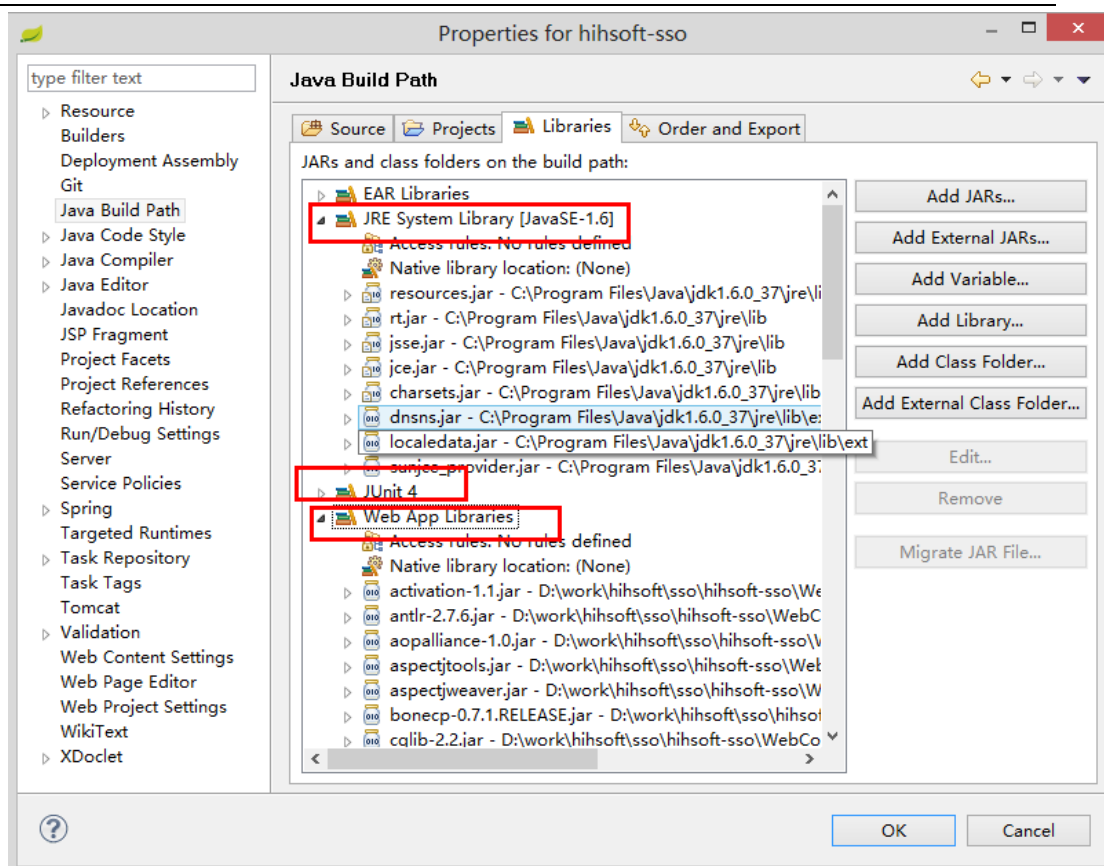 Properties for hihsoft-sso
type filter text
Resource
Builders
Deployment Assembly
Git
Java Build Path
Java Code Style
Java Compiler
Java Editor
Javadoc Location
JSP Fragment
Project Facets
Project References
Refactoring History
Run/Debug Settings
Server
Service Policies
Spring
Targeted Runtimes
Task Repository
Task Tags
Tomcat
Validation
Web Content Settings
Web Page Editor
Web Project Settings
WikiText
XDoclet
Java Build Path
Source Projects Libraries Order and Export
JARs and class folders on the build path:
EAR Libraries
JRE System Library [JavaSE-1.6]
Access rules: No rules defined
Native library location: (None)
resources.jar - C:\Program Files\Java\jdk1.6.0_37\jre\li
rt.jar - C:\Program Files\Java\jdk1.6.0_37\jre\lib
jsse.jar - C:\Program Files\Java\jdk1.6.0_37\jre\lib
jce.jar - C:\Program Files\Java\jdk1.6.0_37\jre\lib
charsets.jar - C:\Program Files\Java\jdk1.6.0_37\jre\lib
dnsns.jar - C:\Program Files\Java\jdk1.6.0_37\jre\lib\e
localedata.jar - C:\Program Files\Java\jdk1.6.0_37\jre\lib\ext
sunjce_provider.jar - C:\Program Files\Java\jdk1.6.0_37
JUnit 4
Web App Libraries
Access rules: No rules defined
Native library location: (None)
activation-1.1.jar - D:\work\hihsoft\sso\hihsoft-sso\We
antlr-2.7.6.jar - D:\work\hihsoft\sso\hihsoft-sso\WebC
aopalliance-1.0.jar - D:\work\hihsoft\sso\hihsoft-sso\
aspectjtools.jar - D:\work\hihsoft\sso\hihsoft-sso\Web
aspectjweaver.jar - D:\work\hihsoft\sso\hihsoft-sso\W
bonecp-0.7.1.RELEASE.jar - D:\work\hihsoft\sso\hihsof
cglib-2.2.jar - D:\work\hihsoft\sso\hihsoft-sso\WebCo
Add JARs...
Add External JARs...
Add Variable...
Add Library...
Add Class Folder...
Add External Class Folder...
Edit...
Remove
Migrate JAR File...
OK
Cancel